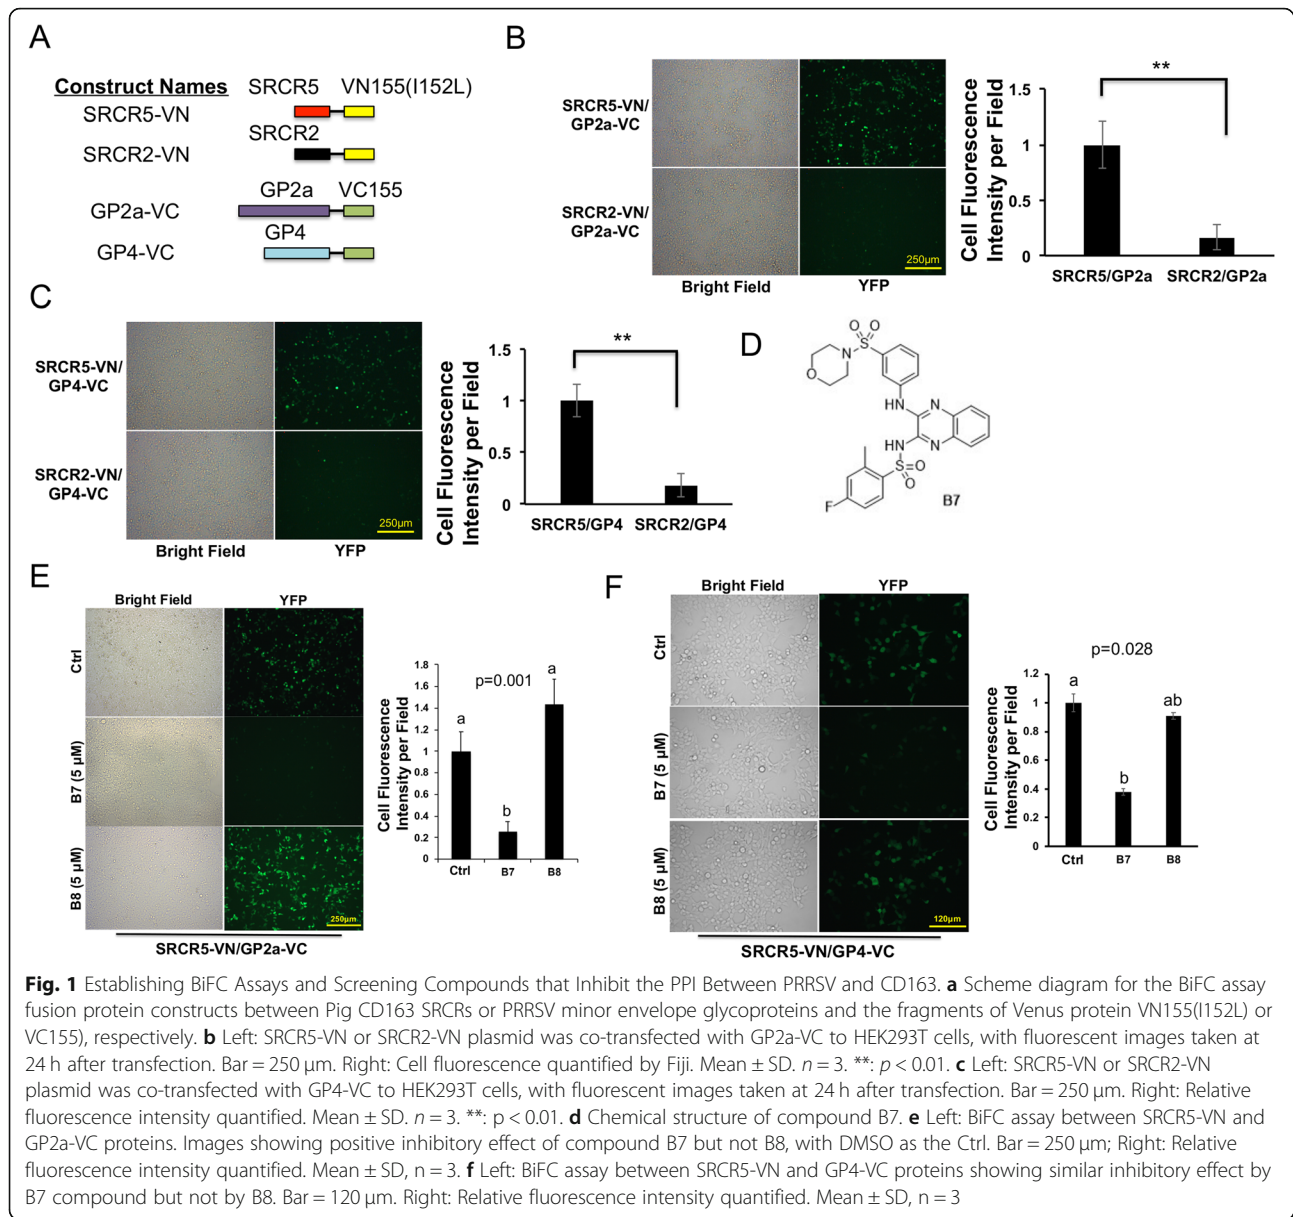 A
Construct Names
SRCR5 VN155(I152L)
SRCR5-VN
SRCR2
SRCR2-VN
GP2a VC155
GP2a-VC
GP4
GP4-VC
B
SRCR5-VN/
GP2a-VC
SRCR2-VN/
GP2a-VC
250μm
Bright Field YFP
Cell Fluorescence
Intensity per Field
**
1.5
1
0.5
0
SRCR5/GP2a SRCR2/GP2a
C
SRCR5-VN/
GP4-VC
SRCR2-VN/
GP4-VC
250μm
Bright Field YFP
Cell Fluorescence
Intensity per Field
**
1.5
1
0.5
0
SRCR5/GP4 SRCR2/GP4
D
O O
S
N
O
HN N
NH N
S O
O
F
B7
E
Bright Field YFP
Ctrl
B7 (5 μM)
B8 (5 μM)
250μm
SRCR5-VN/GP2a-VC
Cell Fluorescence
Intensity per Field
1.8
1.6
1.4
1.2
1
0.8
0.6
0.4
0.2
0
p=0.001
a
b
a
Ctrl B7 B8
F
Bright Field YFP
Ctrl
B7 (5 μM)
B8 (5 μM)
120μm
SRCR5-VN/GP4-VC
Cell Fluorescence
Intensity per Field
p=0.028
1.2
1
0.8
0.6
0.4
0.2
0
a
b
ab
Ctrl B7 B8
Fig. 1 Establishing BiFC Assays and Screening Compounds that Inhibit the PPI Between PRRSV and CD163. a Scheme diagram for the BiFC assay
fusion protein constructs between Pig CD163 SRCRs or PRRSV minor envelope glycoproteins and the fragments of Venus protein VN155(I152L) or
VC155), respectively. b Left: SRCR5-VN or SRCR2-VN plasmid was co-transfected with GP2a-VC to HEK293T cells, with fluorescent images taken at
24 h after transfection. Bar = 250 μm. Right: Cell fluorescence quantified by Fiji. Mean ± SD. n = 3. **: p < 0.01. c Left: SRCR5-VN or SRCR2-VN
plasmid was co-transfected with GP4-VC to HEK293T cells, with fluorescent images taken at 24 h after transfection. Bar = 250 μm. Right: Relative
fluorescence intensity quantified. Mean ± SD. n = 3. **: p < 0.01. d Chemical structure of compound B7. e Left: BiFC assay between SRCR5-VN and
GP2a-VC proteins. Images showing positive inhibitory effect of compound B7 but not B8, with DMSO as the Ctrl. Bar = 250 μm; Right: Relative
fluorescence intensity quantified. Mean ± SD, n = 3. f Left: BiFC assay between SRCR5-VN and GP4-VC proteins showing similar inhibitory effect by
B7 compound but not by B8. Bar = 120 μm. Right: Relative fluorescence intensity quantified. Mean ± SD, n = 3